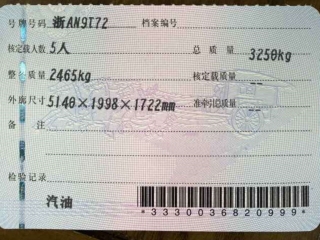 号牌号码 浙AN9T72 档案编号
核定载人数 5人 总质量 3250kg
整备质量 2465kg 核定载质量 --
外廓尺寸 5140×1998×1722mm 准牵引总质量 --
备注
检验记录
汽油
*3330036820999*